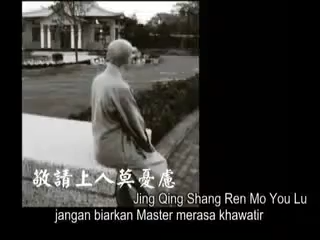 敬請上人莫憂慮
Jing Qing Shang Ren Mo You Lu
jangan biarkan Master merasa khawatir